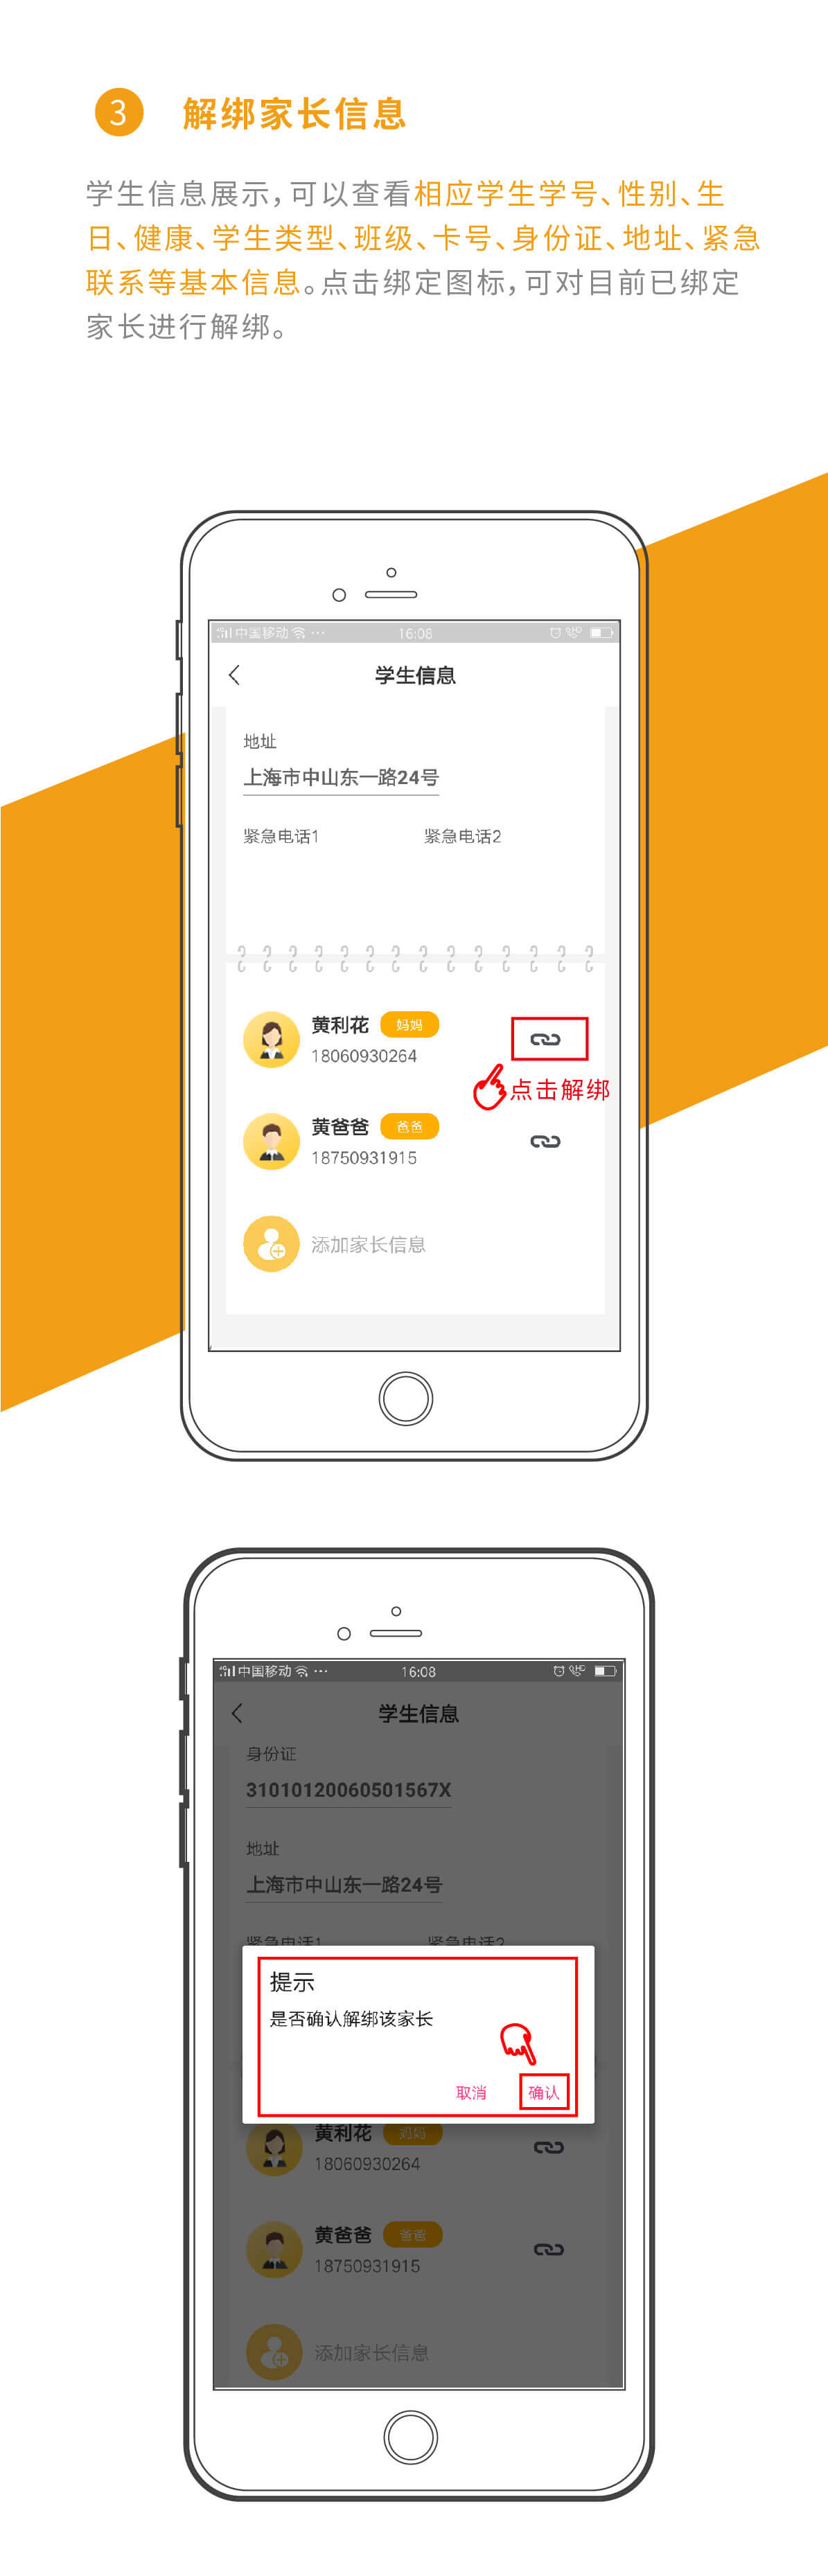 3 解绑家长信息
学生信息展示，可以查看相应学生学号、性别、生
日、健康、学生类型、班级、卡号、身份证、地址、紧急
联系等基本信息。点击绑定图标，可对目前已绑定
家长进行解绑。
中国移动 ··· 16:08
学生信息
地址
上海市中山东一路24号
紧急电话1 紧急电话2
黄利花 妈妈
18060930264
点击解绑
黄爸爸 爸爸
18750931915
添加家长信息
中国移动 ··· 16:08
学生信息
身份证
31010120060501567X
地址
上海市中山东一路24号
紧急电话1 紧急电话2
提示
是否确认解绑该家长
取消 确认
黄利花 妈妈
18060930264
黄爸爸 爸爸
18750931915
添加家长信息